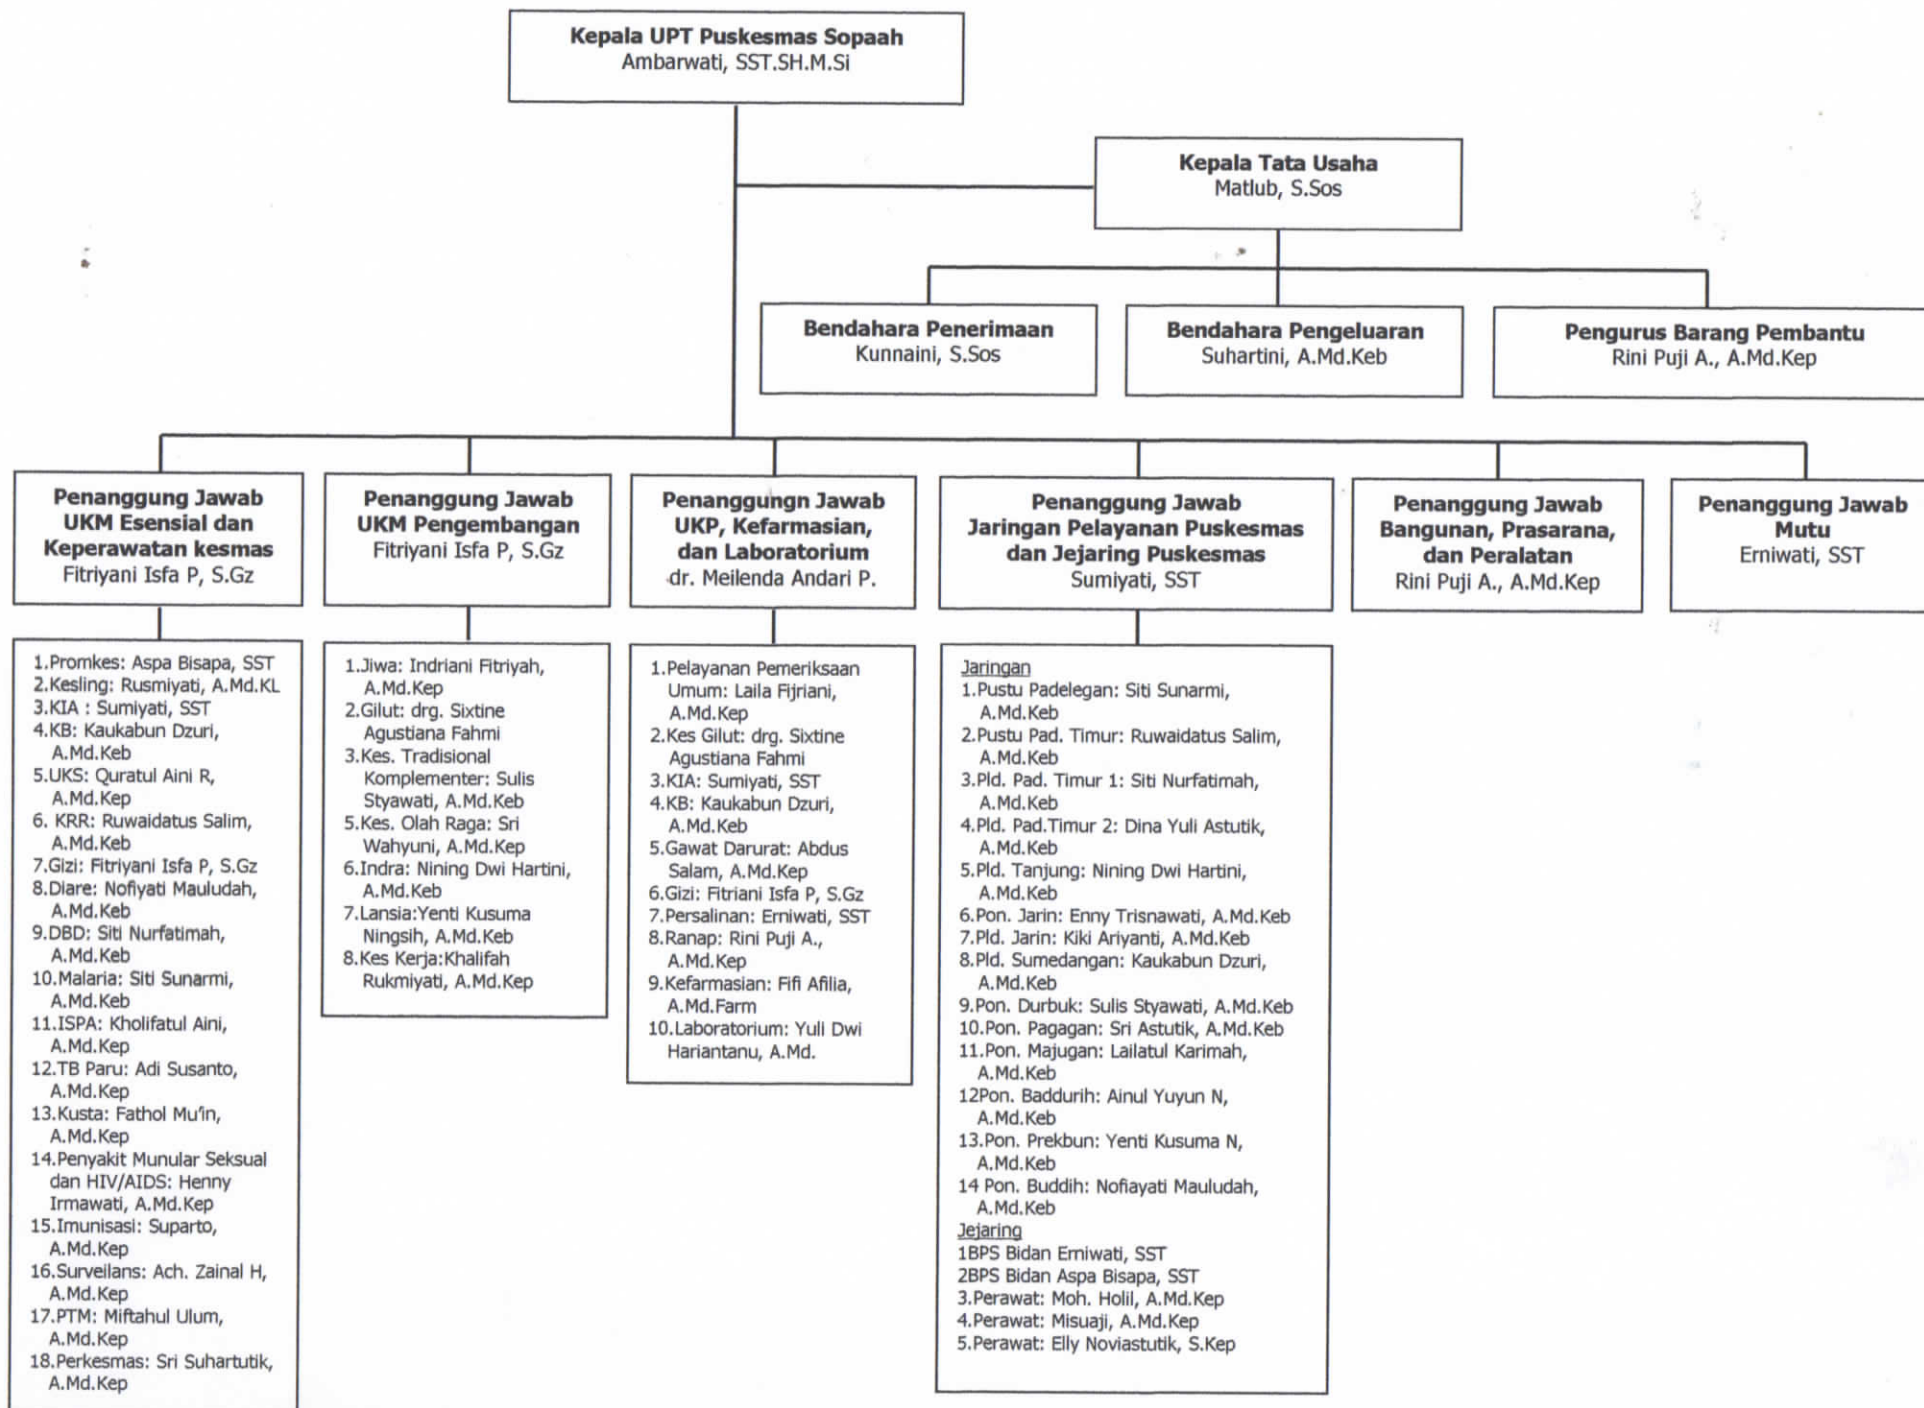 Kepala UPT Puskesmas Sopaah
Ambarwati, SST.SH.M.Si
Kepala Tata Usaha
Matlub, S.Sos
Bendahara Penerimaan
Kunnaini, S.Sos
Bendahara Pengeluaran
Suhartini, A.Md.Keb
Pengurus Barang Pembantu
Rini Puji A., A.Md.Kep
Penanggung Jawab
UKM Esensial dan
Keperawatan kesmas
Fitriyani Isfa P, S.Gz
Penanggung Jawab
UKM Pengembangan
Fitriyani Isfa P, S.Gz
Penanggungn Jawab
UKP, Kefarmasian,
dan Laboratorium
dr. Meilenda Andari P.
Penanggung Jawab
Jaringan Pelayanan Puskesmas
dan Jejaring Puskesmas
Sumiyati, SST
Penanggung Jawab
Bangunan, Prasarana,
dan Peralatan
Rini Puji A., A.Md.Kep
Penanggung Jawab
Mutu
Erniwati, SST
1.Promkes: Aspa Bisapa, SST
2.Kesling: Rusmiyati, A.Md.KL
3.KIA : Sumiyati, SST
4.KB: Kaukabun Dzuri,
A.Md.Keb
5.UKS: Quratul Aini R,
A.Md.Kep
6. KRR: Ruwaidatus Salim,
A.Md.Keb
7.Gizi: Fitriyani Isfa P, S.Gz
8.Diare: Nofiyati Mauludah,
A.Md.Keb
9.DBD: Siti Nurfatimah,
A.Md.Keb
10.Malaria: Siti Sunarmi,
A.Md.Keb
11.ISPA: Kholifatul Aini,
A.Md.Kep
12.TB Paru: Adi Susanto,
A.Md.Kep
13.Kusta: Fathol Mu'in,
A.Md.Kep
14.Penyakit Munular Seksual
dan HIV/AIDS: Henny
Irmawati, A.Md.Kep
15.Imunisasi: Suparto,
A.Md.Kep
16.Surveilans: Ach. Zainal H,
A.Md.Kep
17.PTM: Miftahul Ulum,
A.Md.Kep
18.Perkesmas: Sri Suhartutik,
A.Md.Kep
1.Jiwa: Indriani Fitriyah,
A.Md.Kep
2.Gilut: drg. Sixtine
Agustiana Fahmi
3.Kes. Tradisional
Komplementer: Sulis
Styawati, A.Md.Keb
5.Kes. Olah Raga: Sri
Wahyuni, A.Md.Kep
6.Indra: Nining Dwi Hartini,
A.Md.Keb
7.Lansia:Yenti Kusuma
Ningsih, A.Md.Keb
8.Kes Kerja:Khalifah
Rukmiyati, A.Md.Kep
1.Pelayanan Pemeriksaan
Umum: Laila Fijriani,
A.Md.Kep
2.Kes Gilut: drg. Sixtine
Agustiana Fahmi
3.KIA: Sumiyati, SST
4.KB: Kaukabun Dzuri,
A.Md.Keb
5.Gawat Darurat: Abdus
Salam, A.Md.Kep
6.Gizi: Fitriani Isfa P, S.Gz
7.Persalinan: Erniwati, SST
8.Ranap: Rini Puji A.,
A.Md.Kep
9.Kefarmasian: Fifi Afilia,
A.Md.Farm
10.Laboratorium: Yuli Dwi
Hariantanu, A.Md.
Jaringan
1.Pustu Padelegan: Siti Sunarmi,
A.Md.Keb
2.Pustu Pad. Timur: Ruwaidatus Salim,
A.Md.Keb
3.Pld. Pad. Timur 1: Siti Nurfatimah,
A.Md.Keb
4.Pld. Pad.Timur 2: Dina Yuli Astutik,
A.Md.Keb
5.Pld. Tanjung: Nining Dwi Hartini,
A.Md.Keb
6.Pon. Jarin: Enny Trisnawati, A.Md.Keb
7.Pld. Jarin: Kiki Ariyanti, A.Md.Keb
8.Pld. Sumedangan: Kaukabun Dzuri,
A.Md.Keb
9.Pon. Durbuk: Sulis Styawati, A.Md.Keb
10.Pon. Pagagan: Sri Astutik, A.Md.Keb
11.Pon. Majugan: Lailatul Karimah,
A.Md.Keb
12Pon. Baddurih: Ainul Yuyun N,
A.Md.Keb
13.Pon. Prekbun: Yenti Kusuma N,
A.Md.Keb
14 Pon. Buddih: Nofiayati Mauludah,
A.Md.Keb
Jejaring
1BPS Bidan Erniwati, SST
2BPS Bidan Aspa Bisapa, SST
3.Perawat: Moh. Holil, A.Md.Kep
4.Perawat: Misuaji, A.Md.Kep
5.Perawat: Elly Noviastutik, S.Kep